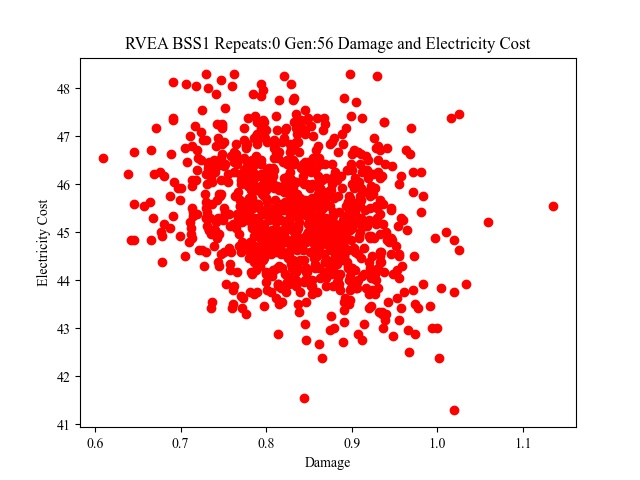 RVEA BSS1 Repeats:0 Gen:56 Damage and Electricity Cost
48
47
46
45
44
43
42
41
Electricity Cost
0.6 0.7 0.8 0.9 1.0 1.1
Damage